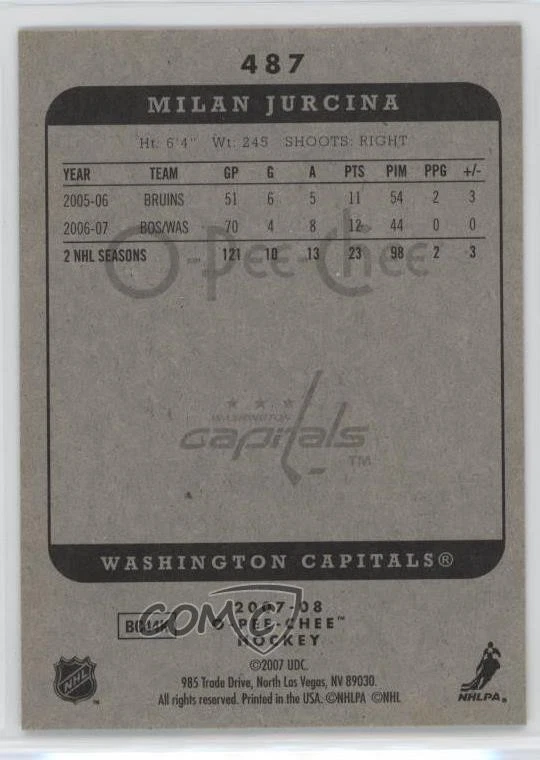 487
MILAN JURCINA
Ht: 6'4" Wt: 245 SHOOTS: RIGHT
YEAR TEAM GP G A PTS PIM PPG +/-
2005-06 BRUINS 51 6 5 11 54 2 3
2006-07 BOS/WAS 70 4 8 12 44 0 0
2 NHL SEASONS 121 10 13 23 98 2 3
O-PEE-CHEE
WASHINGTON
capitals TM
WASHINGTON CAPITALS®
2007-08
O-PEE-CHEE™
HOCKEY
COMC
©2007 UDC.
985 Trade Drive, North Las Vegas, NV 89030.
All rights reserved. Printed in the USA. ©NHLPA ©NHL
NHL TM
NHLPA®